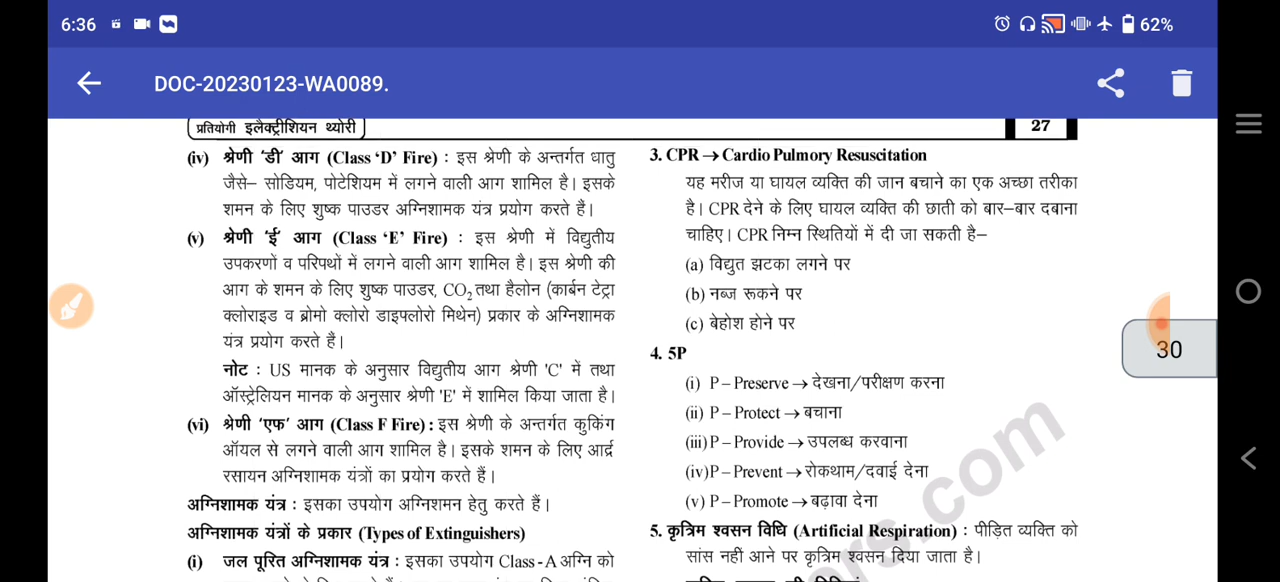 6:36
62%
DOC-20230123-WA0089.
प्रतियोगी इलैक्ट्रीशियन थ्योरी
27
(iv) श्रेणी ‘डी’ आग (Class ‘D’ Fire) : इस श्रेणी के अन्तर्गत धातु
जैसे– सोडियम, पोटेशियम में लगने वाली आग शामिल है। इसके
शमन के लिए शुष्क पाउडर अग्निशामक यंत्र प्रयोग करते हैं।
(v) श्रेणी ‘ई’ आग (Class ‘E’ Fire) : इस श्रेणी में विद्युतीय
उपकरणों व परिपथों में लगने वाली आग शामिल है। इस श्रेणी की
आग के शमन के लिए शुष्क पाउडर, CO₂ तथा हैलोन (कार्बन टेट्रा
क्लोराइड व ब्रोमो क्लोरो डाइफ्लोरो मिथेन) प्रकार के अग्निशामक
यंत्र प्रयोग करते हैं।
नोट : US मानक के अनुसार विद्युतीय आग श्रेणी 'C' में तथा
ऑस्ट्रेलियन मानक के अनुसार श्रेणी 'E' में शामिल किया जाता है।
(vi) श्रेणी ‘एफ’ आग (Class F Fire) : इस श्रेणी के अन्तर्गत कुकिंग
ऑयल से लगने वाली आग शामिल है। इसके शमन के लिए आर्द्र
रसायन अग्निशामक यंत्रों का प्रयोग करते हैं।
अग्निशामक यंत्र : इसका उपयोग अग्निशमन हेतु करते हैं।
अग्निशामक यंत्रों के प्रकार (Types of Extinguishers)
(i) जल पूरित अग्निशामक यंत्र : इसका उपयोग Class - A अग्नि को
3. CPR → Cardio Pulmory Resuscitation
यह मरीज या घायल व्यक्ति की जान बचाने का एक अच्छा तरीका
है। CPR देने के लिए घायल व्यक्ति की छाती को बार–बार दबाना
चाहिए। CPR निम्न स्थितियों में दी जा सकती है–
(a) विद्युत झटका लगने पर
(b) नब्ज रूकने पर
(c) बेहोश होने पर
4. 5P
(i) P – Preserve → देखना/परीक्षण करना
(ii) P – Protect → बचाना
(iii) P – Provide → उपलब्ध करवाना
(iv) P – Prevent → रोकथाम/दवाई देना
(v) P – Promote → बढ़ावा देना
5. कृत्रिम श्वसन विधि (Artificial Respiration) : पीड़ित व्यक्ति को
सांस नहीं आने पर कृत्रिम श्वसन दिया जाता है।
30
ers.com